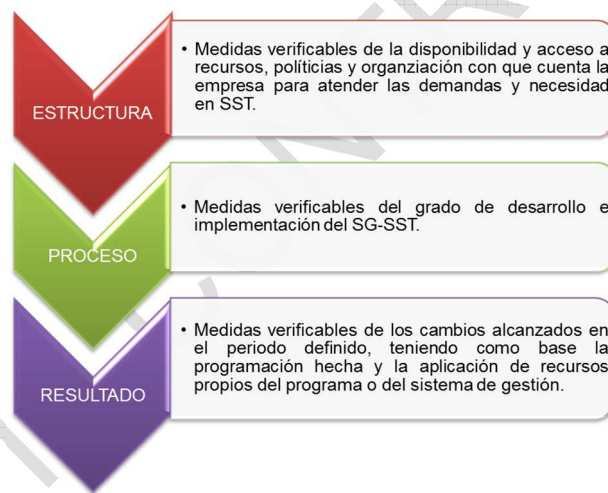 ESTRUCTURA
• Medidas verificables de la disponibilidad y acceso a
recursos, políticias y organziación con que cuenta la
empresa para atender las demandas y necesidad
en SST.
PROCESO
• Medidas verificables del grado de desarrollo e
implementación del SG-SST.
RESULTADO
• Medidas verificables de los cambios alcanzados en
el periodo definido, teniendo como base la
programación hecha y la aplicación de recursos
propios del programa o del sistema de gestión.